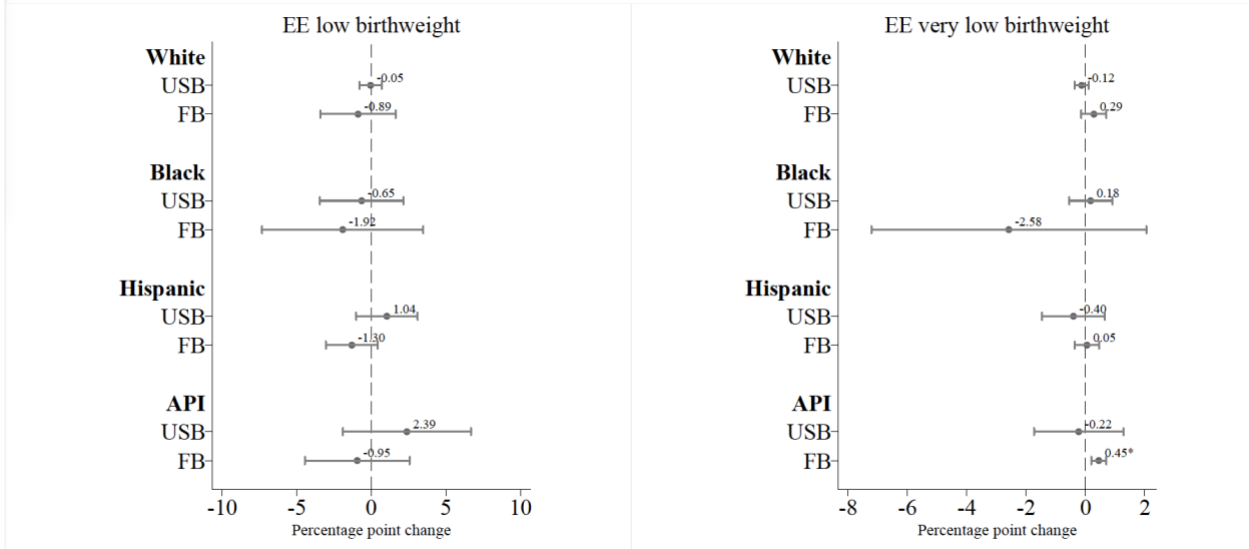 EE low birthweight
White
USB -0.05
FB -0.89
Black
USB -0.65
FB -1.92
Hispanic
USB 1.04
FB -1.30
API
USB 2.39
FB -0.95
-10 -5 0 5 10
Percentage point change
EE very low birthweight
White
USB -0.12
FB 0.29
Black
USB 0.18
FB -2.58
Hispanic
USB -0.40
FB 0.05
API
USB -0.22
FB 0.45*
-8 -6 -4 -2 0 2
Percentage point change